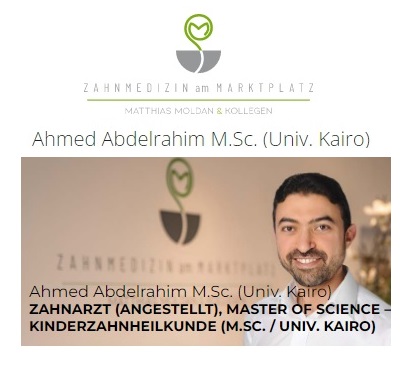 ZAHNMEDIZIN am MARKTPLATZ
MATTHIAS MOLDAN & KOLLEGEN
Ahmed Abdelrahim M.Sc. (Univ. Kairo)
ZAHNMEDIZIN am MARKTPLATZ
Ahmed Abdelrahim M.Sc. (Univ. Kairo)
ZAHNARZT (ANGESTELLT), MASTER OF SCIENCE –
KINDERZAHNHEILKUNDE (M.SC. / UNIV. KAIRO)